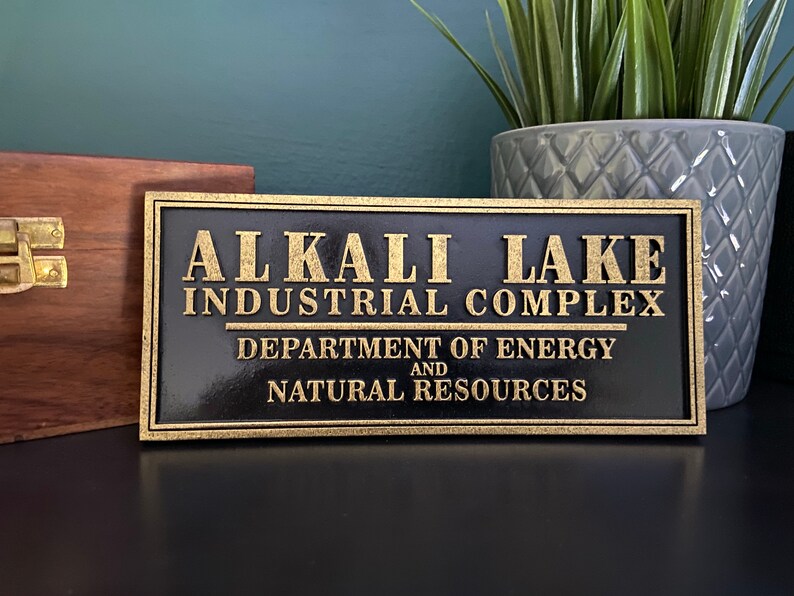 ALKALI LAKE
INDUSTRIAL COMPLEX
DEPARTMENT OF ENERGY
AND
NATURAL RESOURCES